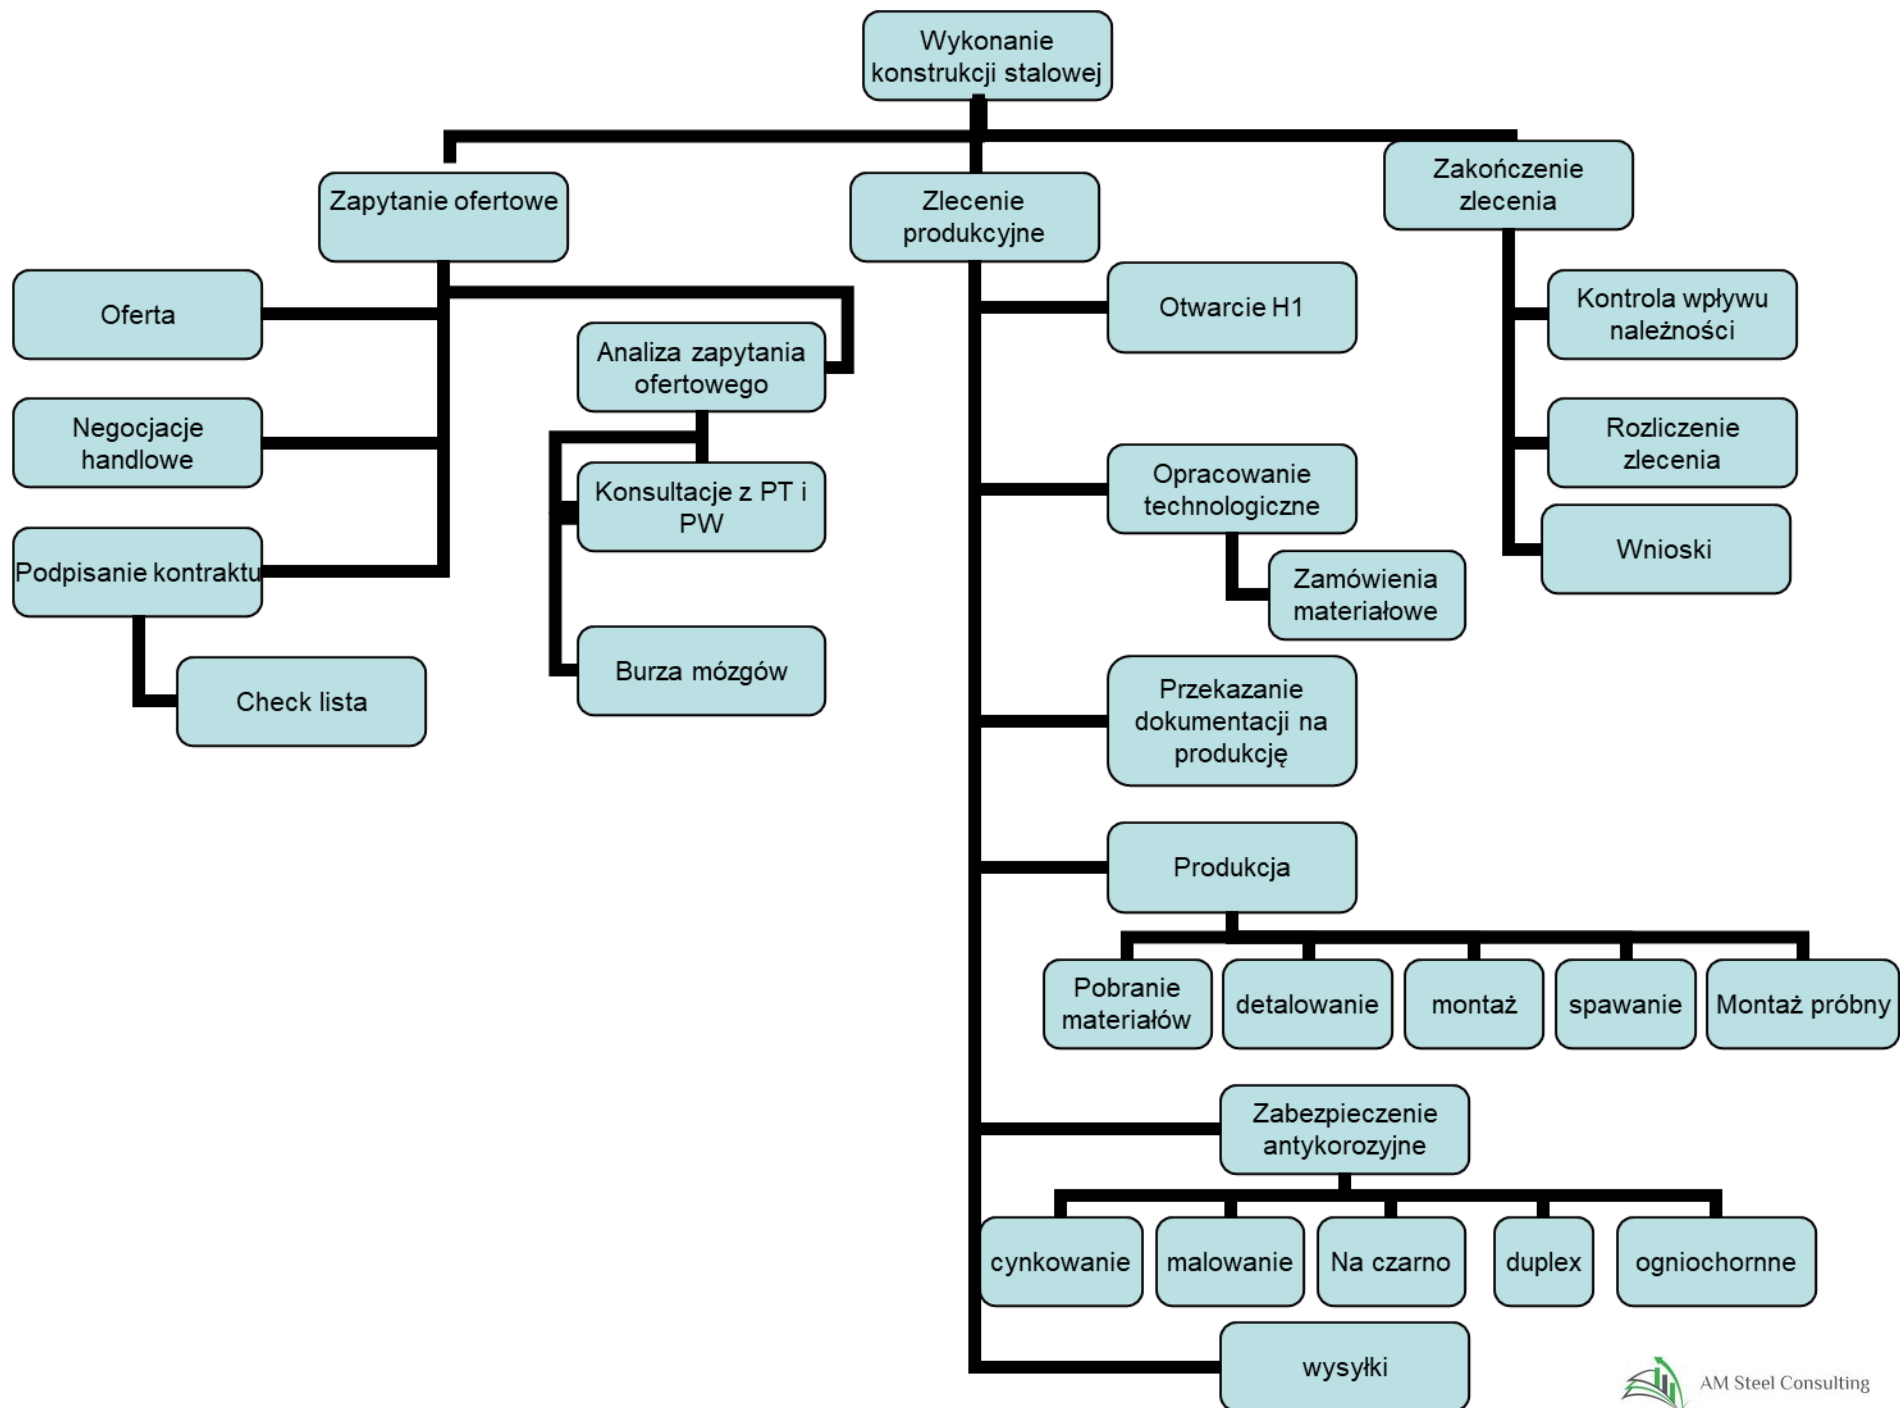 Wykonanie
konstrukcji stalowej
Zapytanie ofertowe
Zlecenie
produkcyjne
Zakończenie
zlecenia
Oferta
Negocjacje
handlowe
Podpisanie kontraktu
Check lista
Analiza zapytania
ofertowego
Konsultacje z PT i
PW
Burza mózgów
Otwarcie H1
Opracowanie
technologiczne
Zamówienia
materiałowe
Przekazanie
dokumentacji na
produkcję
Produkcja
Pobranie
materiałów
detalowanie
montaż
spawanie
Montaż próbny
Zabezpieczenie
antykorozyjne
cynkowanie
malowanie
Na czarno
duplex
ogniochornne
wysyłki
Kontrola wpływu
należności
Rozliczenie
zlecenia
Wnioski
AM Steel Consulting